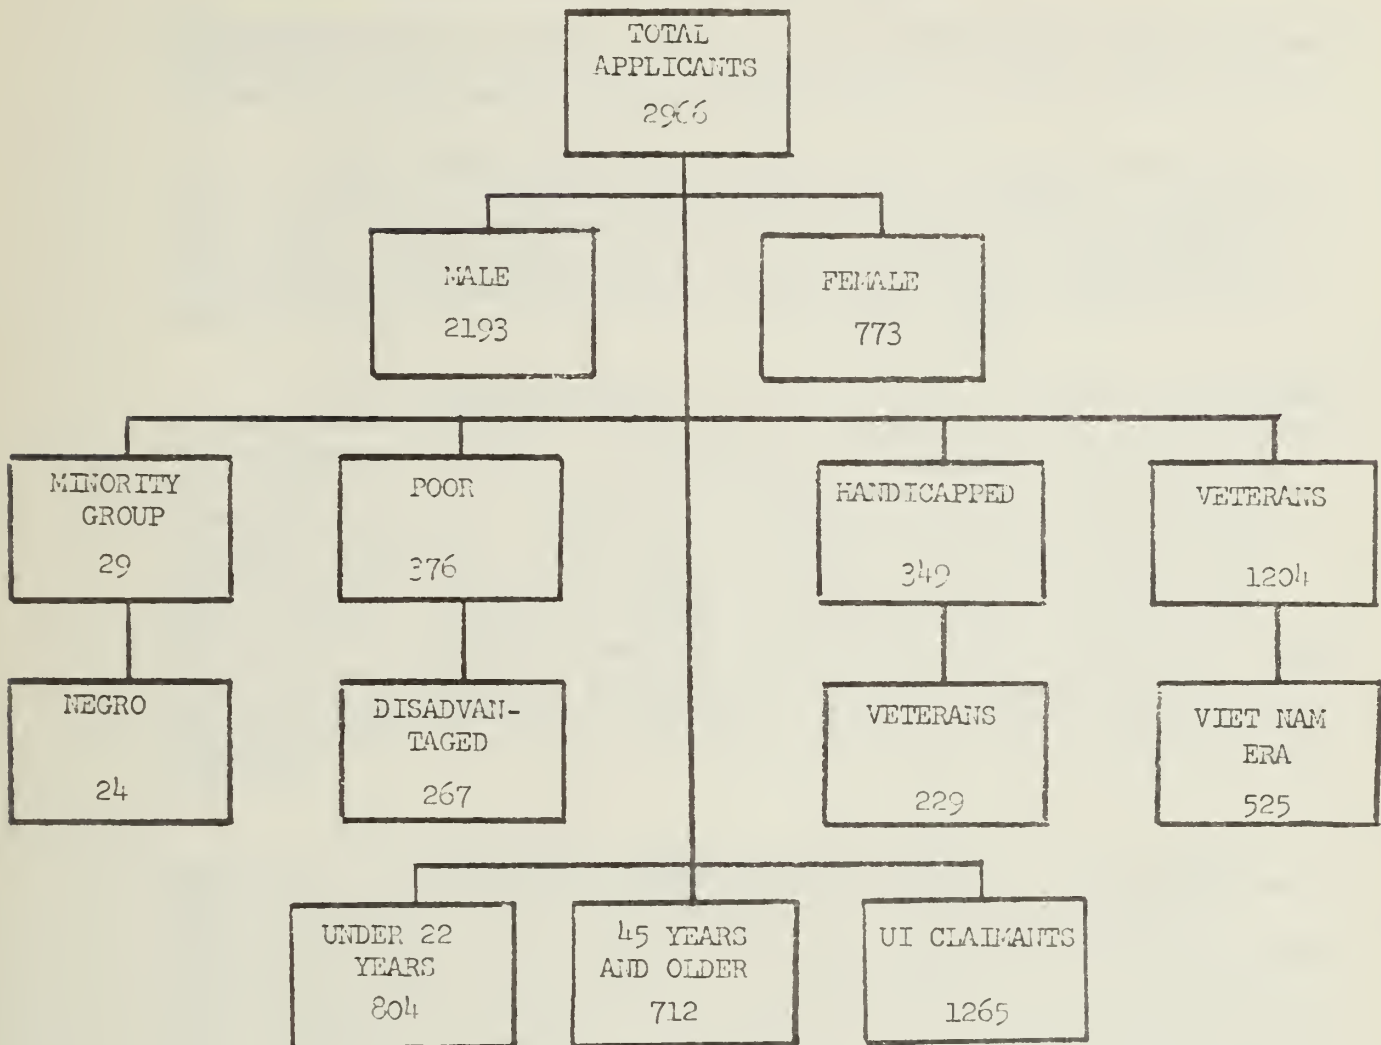 TOTAL
APPLICANTS
2966
MALE
2193
FEMALE
773
MINORITY
GROUP
29
POOR
376
HANDICAPPED
349
VETERANS
1204
NEGRO
24
DISADVAN-
TAGED
267
VETERANS
229
VIET NAM
ERA
525
UNDER 22
YEARS
804
45 YEARS
AND OLDER
712
UI CLAIMANTS
1265